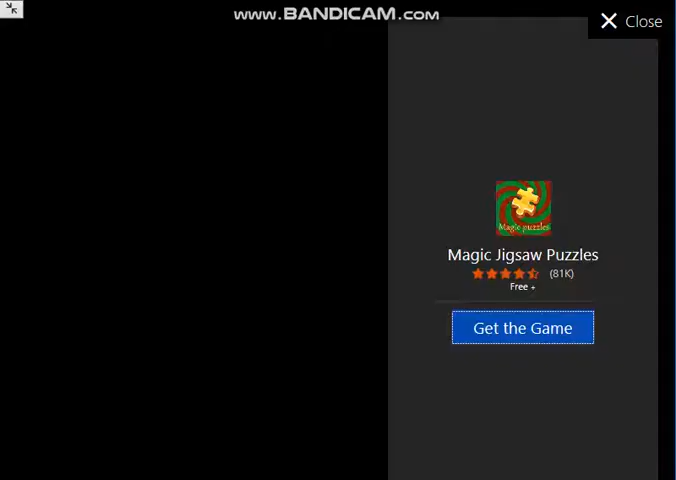 www.BANDICAM.com
Close
Magic puzzles
Magic Jigsaw Puzzles
(81K)
Free +
Get the Game